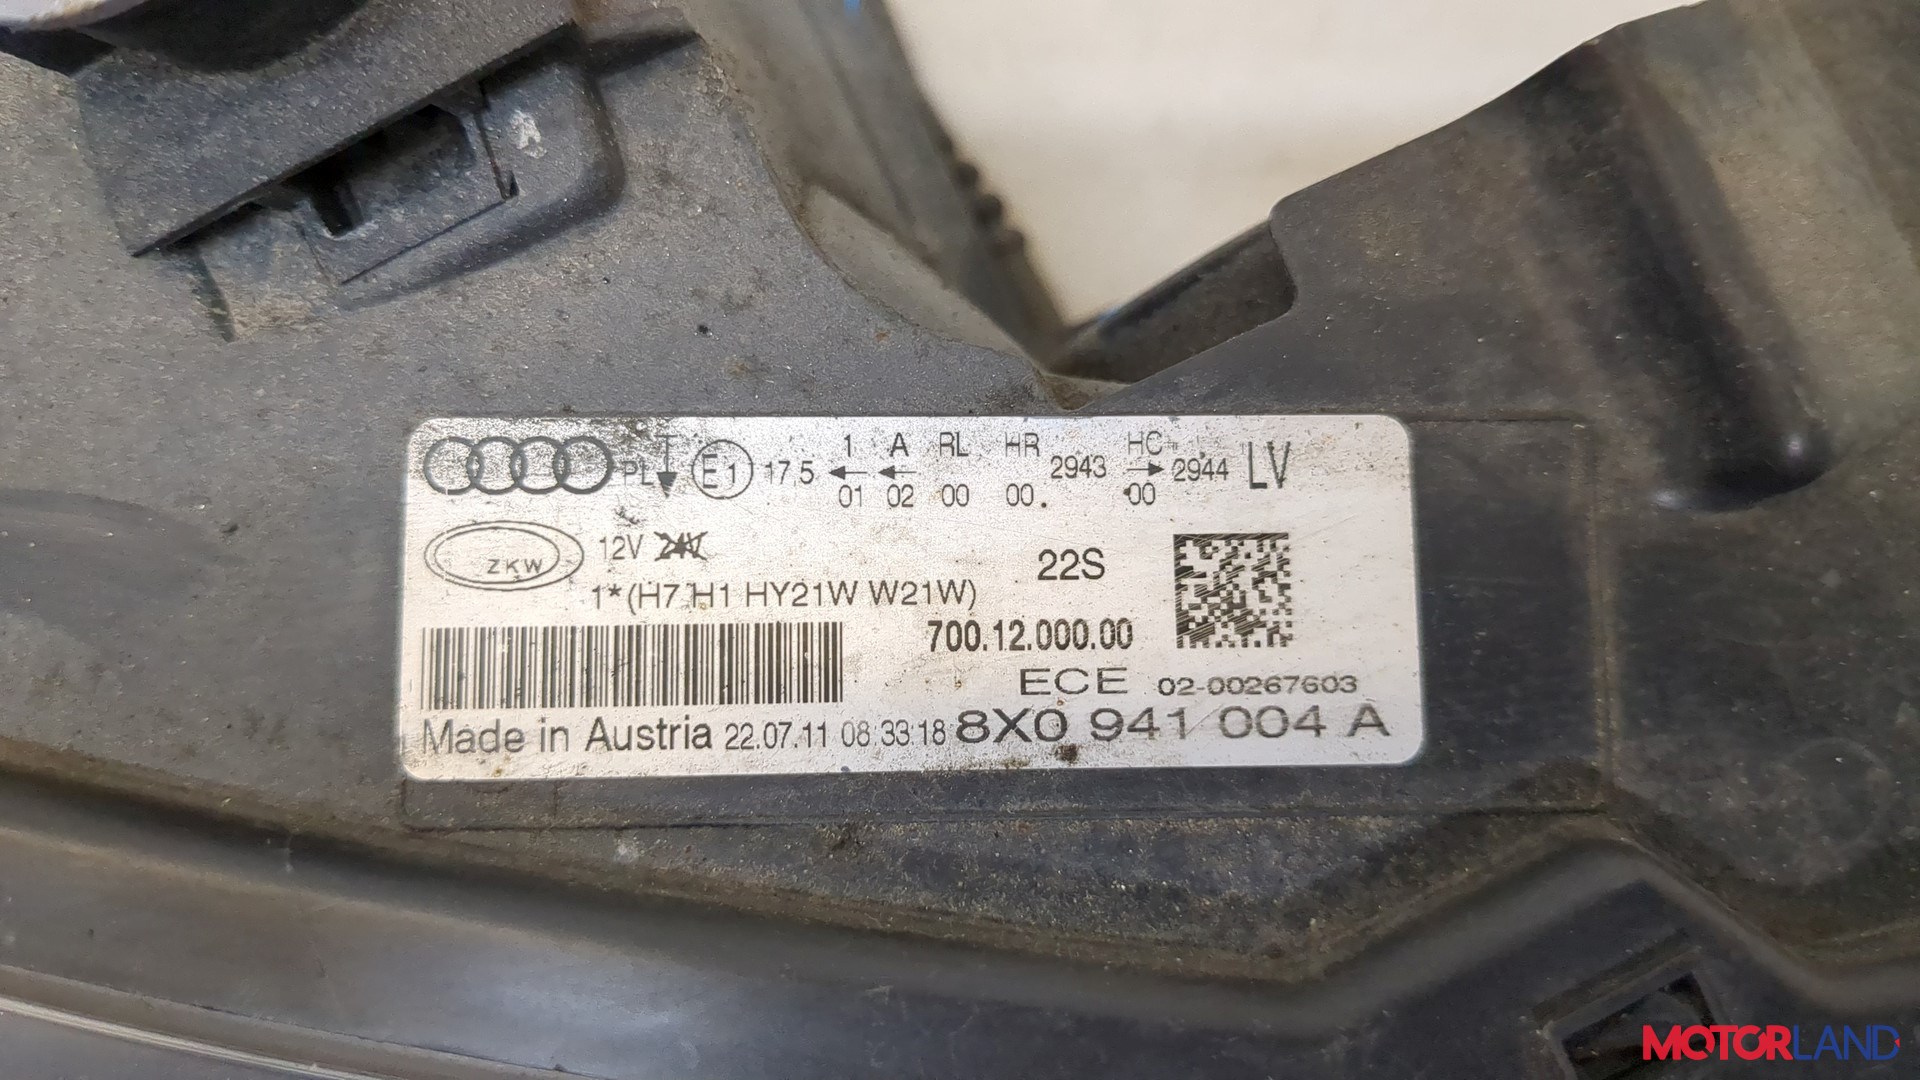 PL E1 17.5 1 01 A 02 RL 00 HR 00. 2943 HC 00 2944 LV
ZKW 12V 24V 22S
1*(H7 H1 HY21W W21W)
700.12.000.00
ECE 02-00267603
Made in Austria 22.07.11 08:33:18 8X0 941 004 A
MOTORLAND